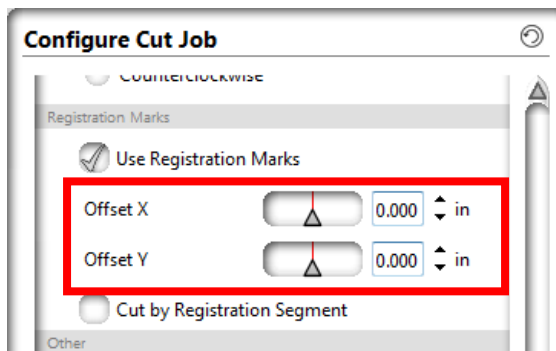 Configure Cut Job
Counterclockwise
Registration Marks
Use Registration Marks
Offset X 0.000 in
Offset Y 0.000 in
Cut by Registration Segment
Other